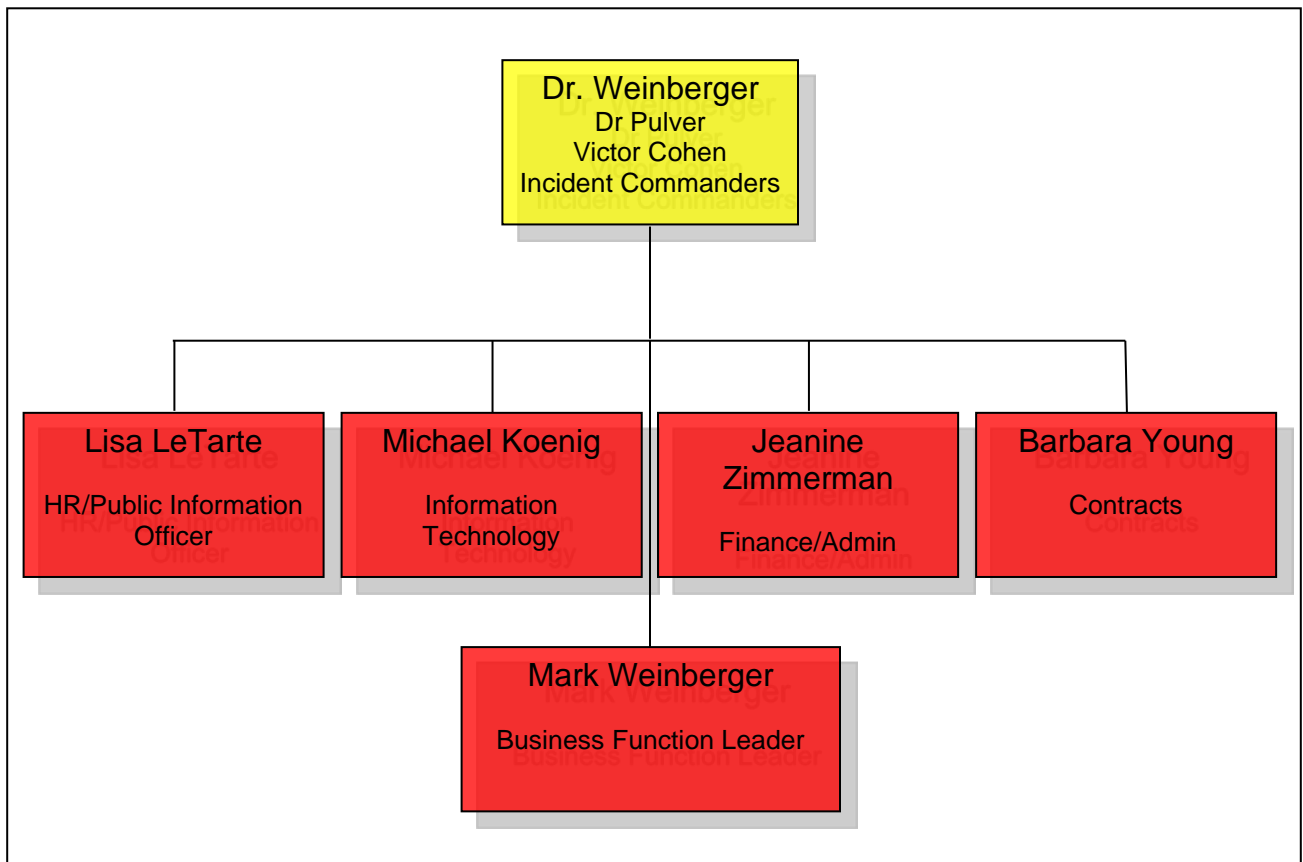 Dr. Weinberger
Dr Pulver
Victor Cohen
Incident Commanders
Lisa LeTarte
HR/Public Information
Officer
Michael Koenig
Information
Technology
Jeanine
Zimmerman
Finance/Admin
Barbara Young
Contracts
Mark Weinberger
Business Function Leader